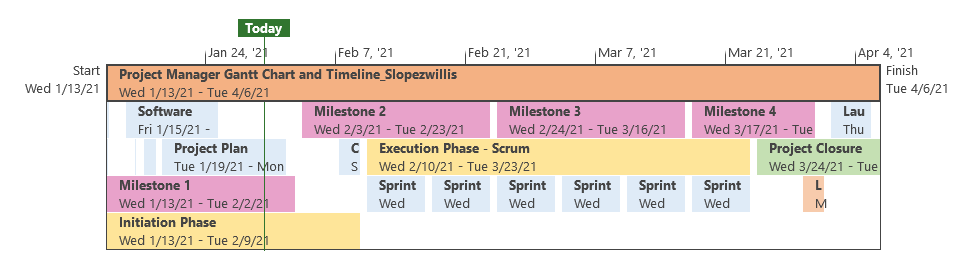 Today
Jan 24, '21
Feb 7, '21
Feb 21, '21
Mar 7, '21
Mar 21, '21
Apr 4, '21
Start
Wed 1/13/21
Project Manager Gantt Chart and Timeline_Slopezwillis
Wed 1/13/21 - Tue 4/6/21
Finish
Tue 4/6/21
Software
Fri 1/15/21 -
Milestone 2
Wed 2/3/21 - Tue 2/23/21
Milestone 3
Wed 2/24/21 - Tue 3/16/21
Milestone 4
Wed 3/17/21 - Tue
Lau
Thu
Project Plan
Tue 1/19/21 - Mon
C
S
Execution Phase - Scrum
Wed 2/10/21 - Tue 3/23/21
Project Closure
Wed 3/24/21 - Tue
Milestone 1
Wed 1/13/21 - Tue 2/2/21
Sprint
Wed
Sprint
Wed
Sprint
Wed
Sprint
Wed
Sprint
Wed
Sprint
Wed
L
M
Initiation Phase
Wed 1/13/21 - Tue 2/9/21